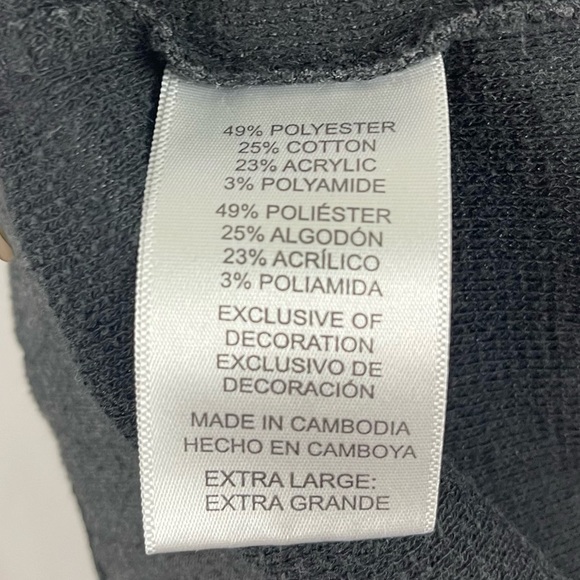 49% POLYESTER
25% COTTON
23% ACRYLIC
3% POLYAMIDE
49% POLIÉSTER
25% ALGODÓN
23% ACRÍLICO
3% POLIAMIDA
EXCLUSIVE OF
DECORATION
EXCLUSIVO DE
DECORACIÓN
MADE IN CAMBODIA
HECHO EN CAMBOYA
EXTRA LARGE:
EXTRA GRANDE